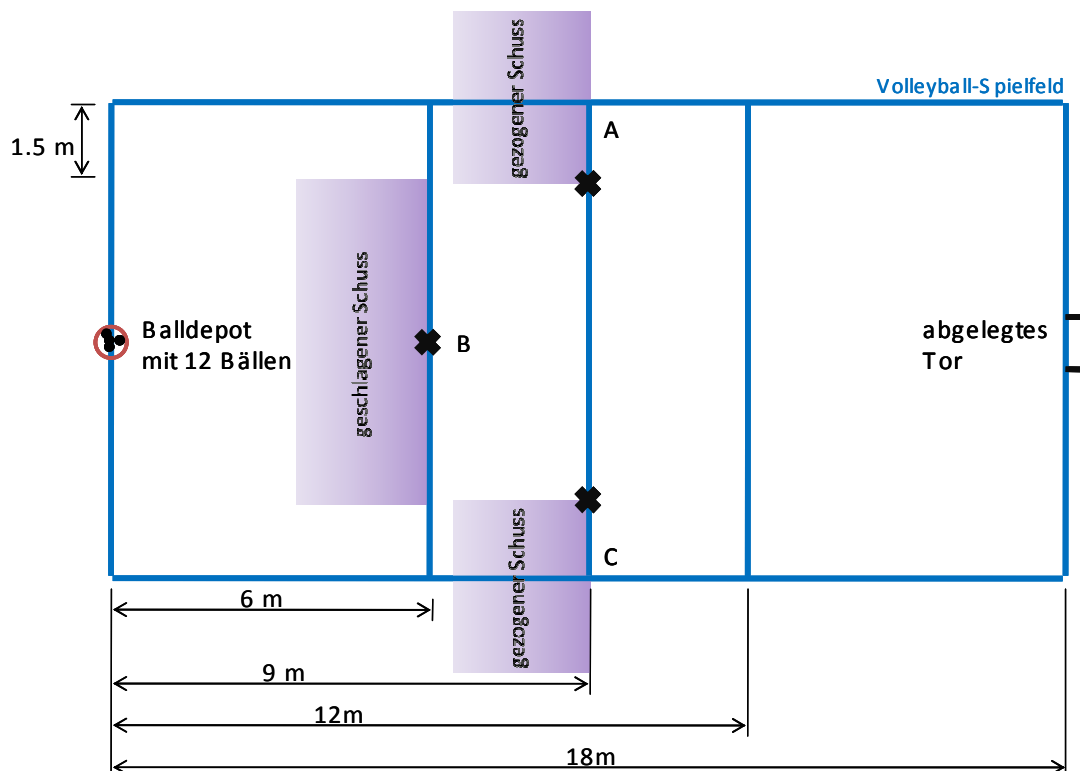 gezogener Schuss
Volleyball-Spielfeld
A
1.5 m
geschlagener Schuss
Balldepot
mit 12 Bällen
B
abgelegtes
Tor
gezogener Schuss
C
6 m
9 m
12m
18m